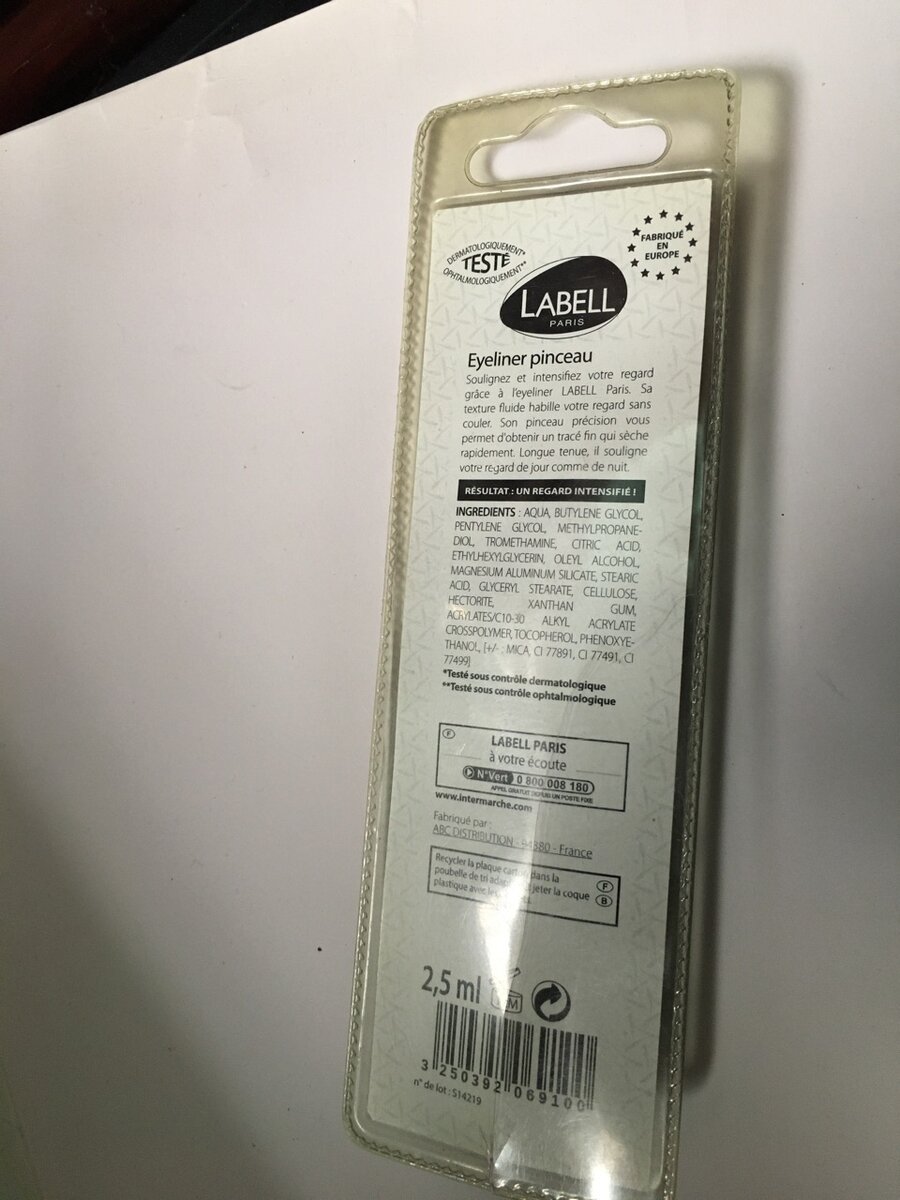 DERMATOLOGIQUEMENT*
TESTÉ
OPHTALMOLOGIQUEMENT**
FABRIQUÉ
EN
EUROPE
LABELL
PARIS
Eyeliner pinceau
Soulignez et intensifiez votre regard
grâce à l'eyeliner LABELL Paris. Sa
texture fluide habille votre regard sans
couler. Son pinceau précision vous
permet d'obtenir un tracé fin qui sèche
rapidement. Longue tenue, il souligne
votre regard de jour comme de nuit.
RÉSULTAT : UN REGARD INTENSIFIÉ !
INGREDIENTS : AQUA, BUTYLENE GLYCOL,
PENTYLENE GLYCOL, METHYLPROPANE-
DIOL, TROMETHAMINE, CITRIC ACID,
ETHYLHEXYLGLYCERIN, OLEYL ALCOHOL,
MAGNESIUM ALUMINUM SILICATE, STEARIC
ACID, GLYCERYL STEARATE, CELLULOSE,
HECTORITE, XANTHAN GUM,
ACRYLATES/C10-30 ALKYL ACRYLATE
CROSSPOLYMER, TOCOPHEROL, PHENOXYE-
THANOL, [+/- : MICA, CI 77891, CI 77491, CI
77499]
*Testé sous contrôle dermatologique
**Testé sous contrôle ophtalmologique
F
LABELL PARIS
à votre écoute
N°Vert 0 800 008 180
APPEL GRATUIT DEPUIS UN POSTE FIXE
www.intermarche.com
Fabriqué par :
ABC DISTRIBUTION - 94380 - France
Recycler la plaque carton dans la
poubelle de tri jeter la coque
plastique avec
F
B
2,5 ml
3 250392 069100
n° de lot : S14219